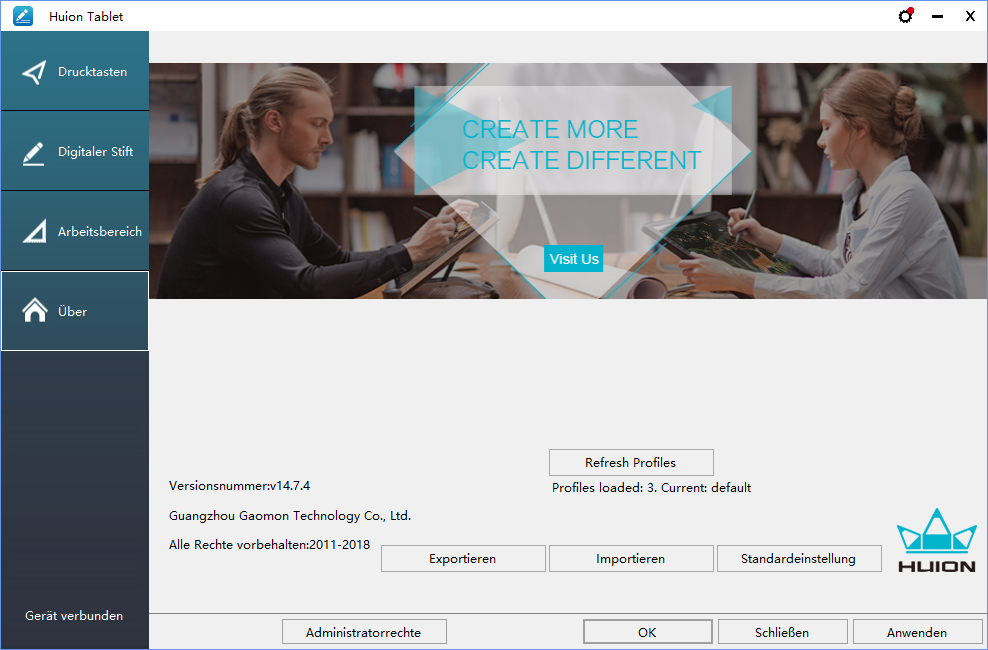 Huion Tablet
Drucktasten
Digitaler Stift
Arbeitsbereich
Über
CREATE MORE
CREATE DIFFERENT
Visit Us
Refresh Profiles
Profiles loaded: 3. Current: default
Versionsnummer:v14.7.4
Guangzhou Gaomon Technology Co., Ltd.
Alle Rechte vorbehalten:2011-2018
Exportieren
Importieren
Standardeinstellung
HUION
Gerät verbunden
Administratorrechte
OK
Schließen
Anwenden